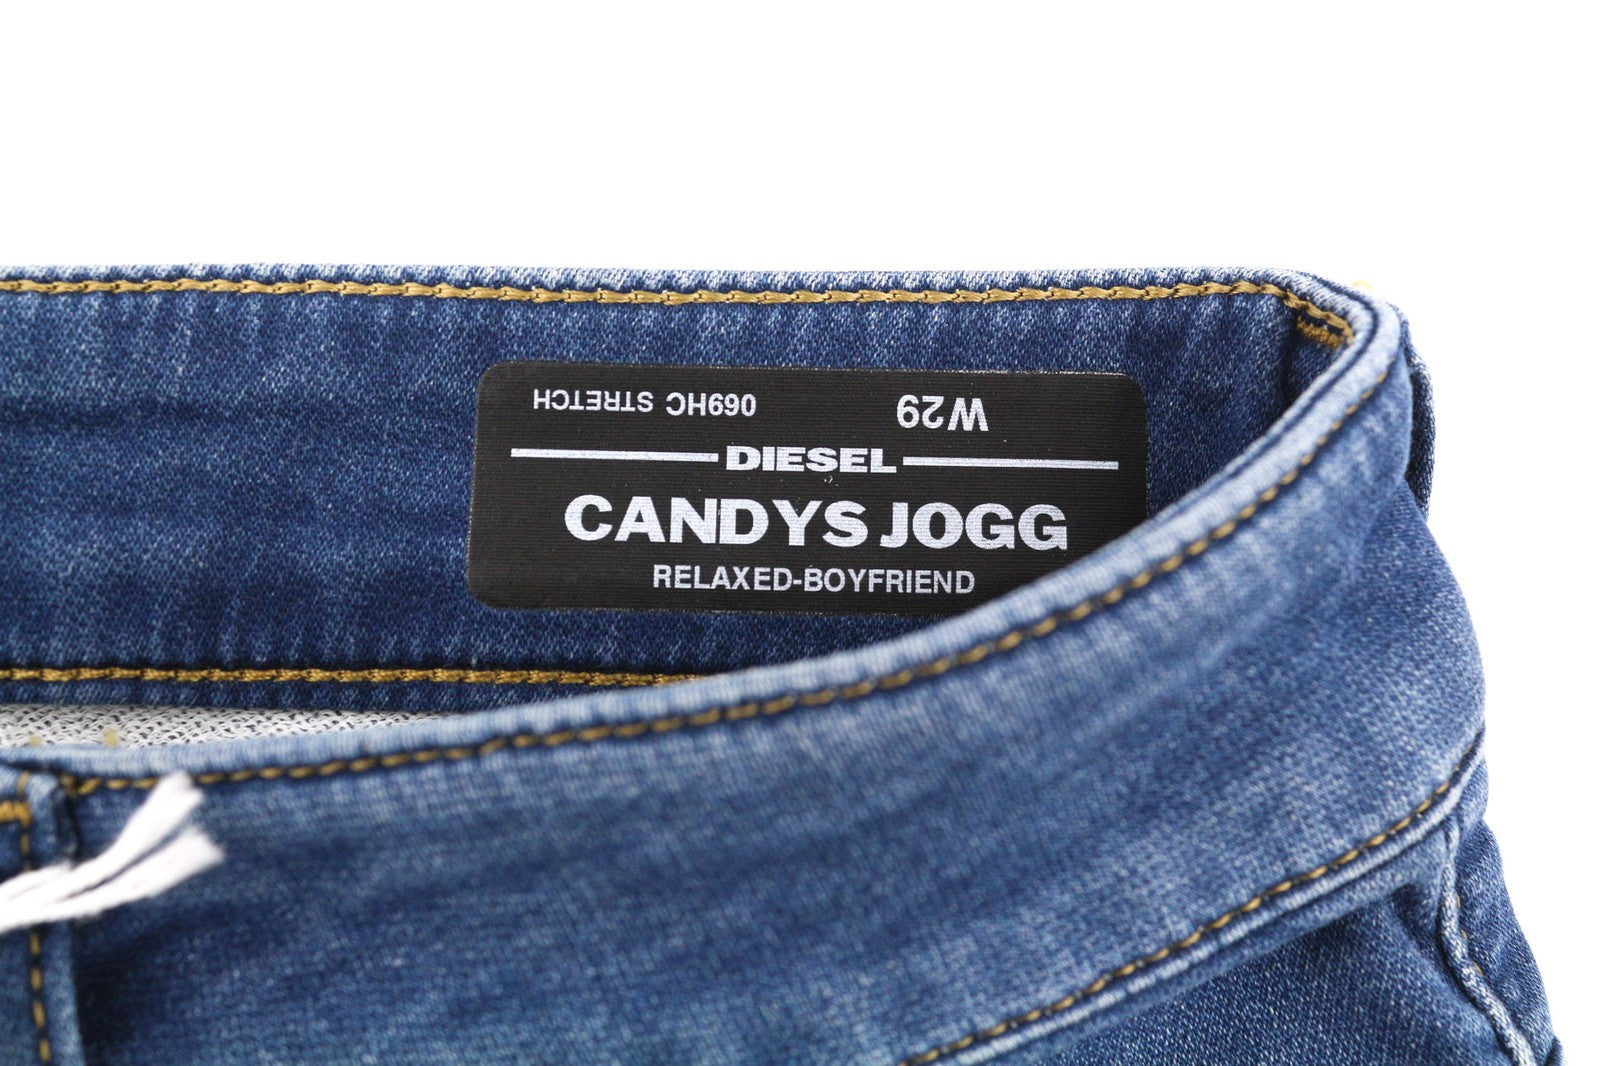 069HC STRETCH W29
DIESEL
CANDYS JOGG
RELAXED-BOYFRIEND